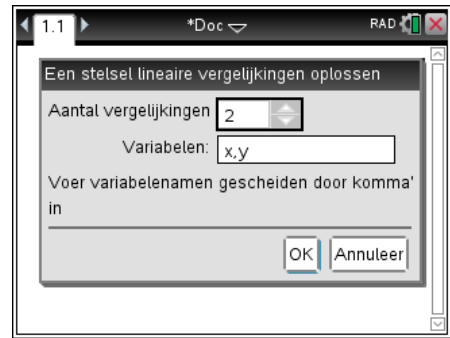 1.1 *Doc RAD
Een stelsel lineaire vergelijkingen oplossen
Aantal vergelijkingen 2
Variabelen: x,y
Voer variabelenamen gescheiden door komma'
in
OK Annuleer